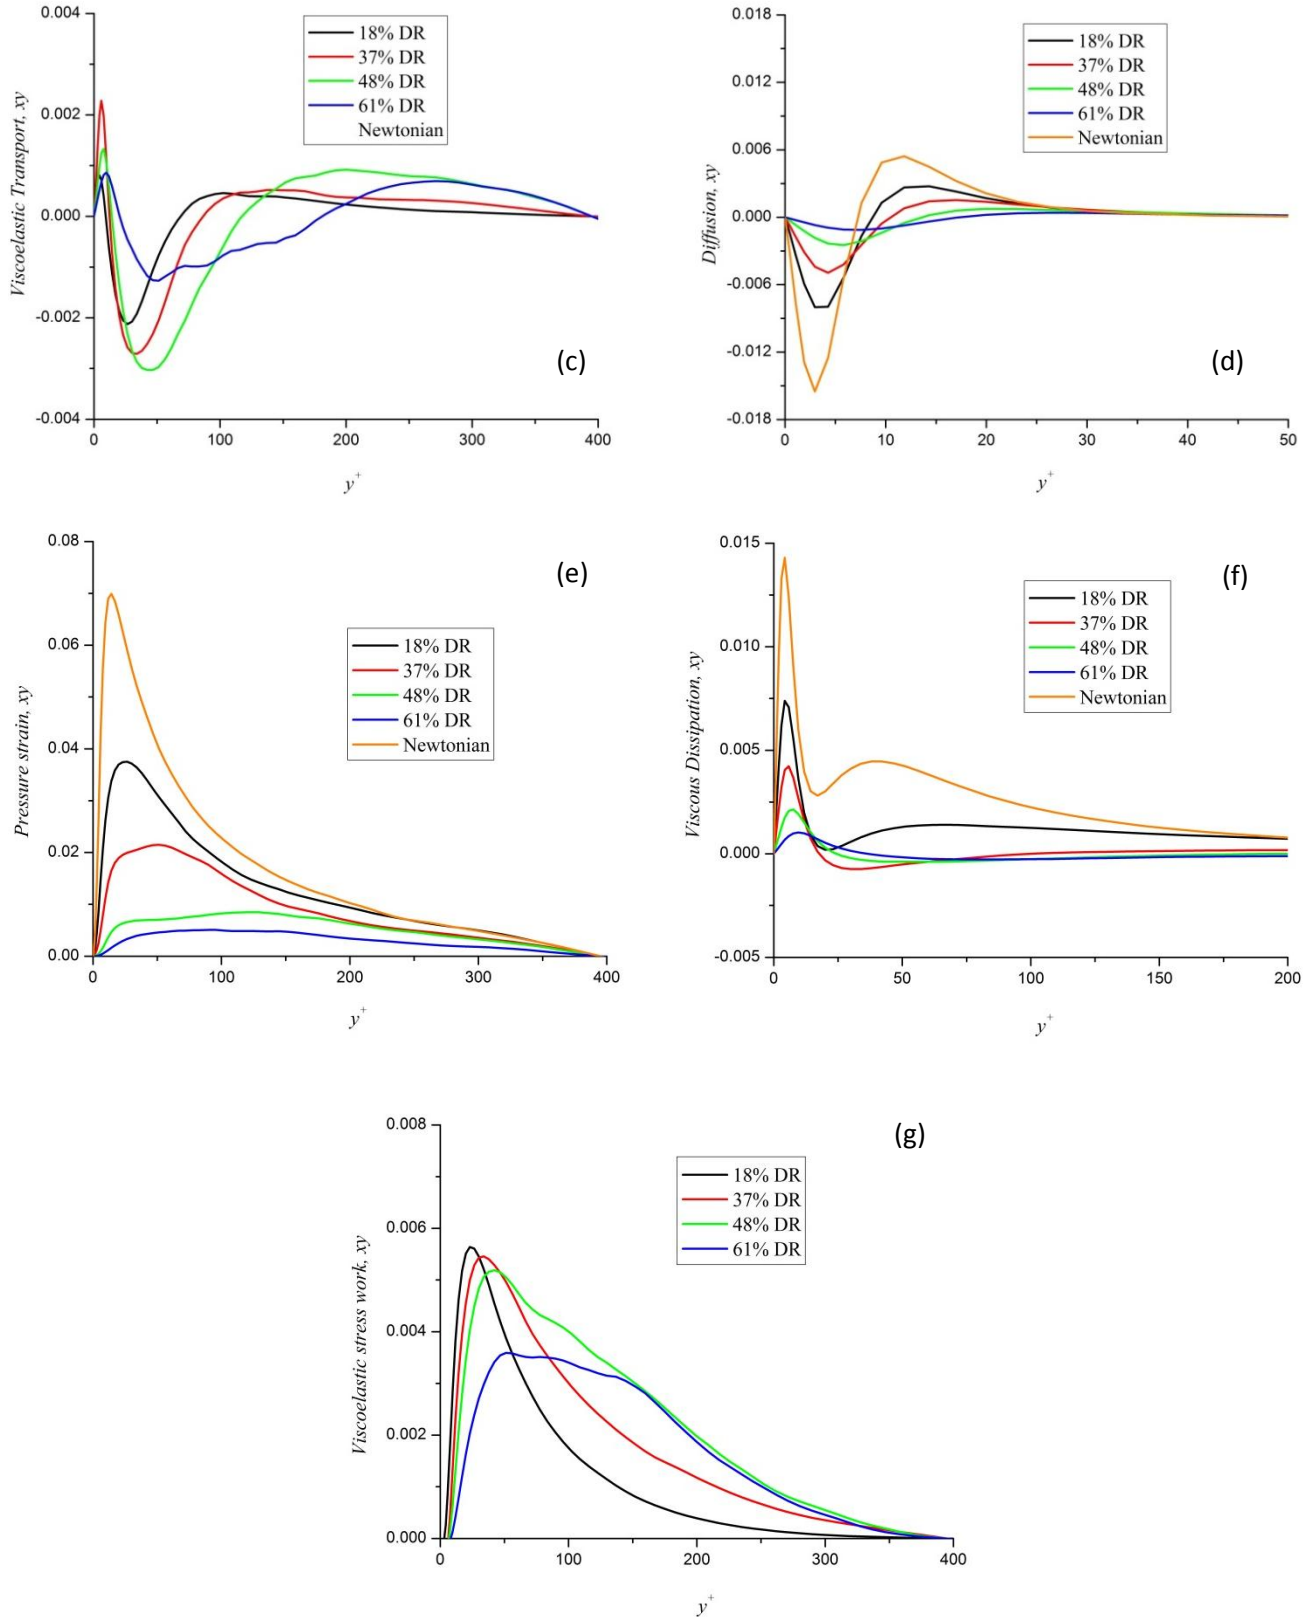 0.004
0.002
0.000
-0.002
-0.004
Viscoelastic Transport, xy
18% DR
37% DR
48% DR
61% DR
Newtonian
(c)
0 100 200 300 400
y+
0.018
0.012
0.006
0.000
-0.006
-0.012
-0.018
Diffusion, xy
18% DR
37% DR
48% DR
61% DR
Newtonian
(d)
0 10 20 30 40 50
y+
0.08
0.06
0.04
0.02
0.00
Pressure strain, xy
(e)
18% DR
37% DR
48% DR
61% DR
Newtonian
0 100 200 300 400
y+
0.015
0.010
0.005
0.000
-0.005
Viscous Dissipation, xy
(f)
18% DR
37% DR
48% DR
61% DR
Newtonian
0 50 100 150 200
y+
0.008
0.006
0.004
0.002
0.000
Viscoelastic stress work, xy
(g)
18% DR
37% DR
48% DR
61% DR
0 100 200 300 400
y+